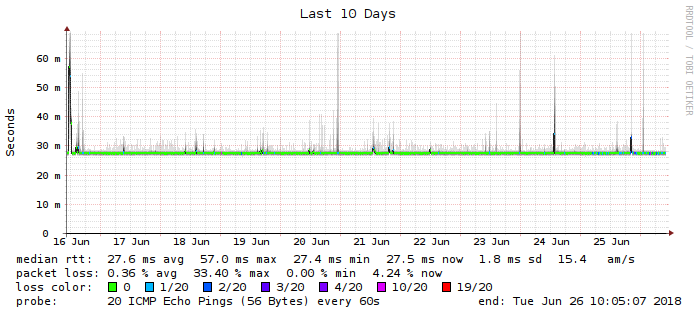 Last 10 Days
RRDTOOL / TOBI OETIKER
Seconds
60 m
50 m
40 m
30 m
20 m
10 m
0
16 Jun 17 Jun 18 Jun 19 Jun 20 Jun 21 Jun 22 Jun 23 Jun 24 Jun 25 Jun
median rtt: 27.6 ms avg 57.0 ms max 27.4 ms min 27.5 ms now 1.8 ms sd 15.4 am/s
packet loss: 0.36 % avg 33.40 % max 0.00 % min 4.24 % now
loss color: 0 1/20 2/20 3/20 4/20 10/20 19/20
probe: 20 ICMP Echo Pings (56 Bytes) every 60s end: Tue Jun 26 10:05:07 2018